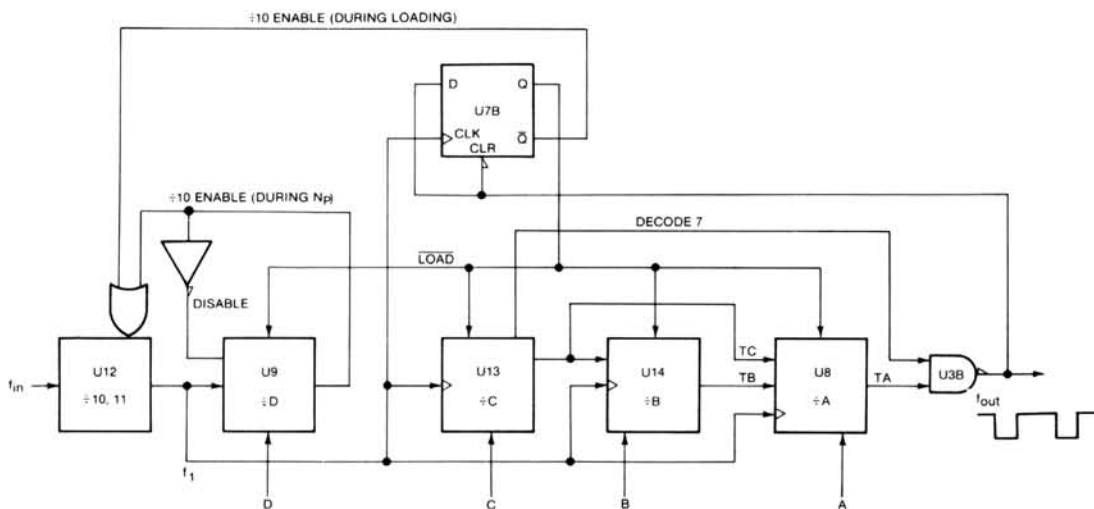 ÷10 ENABLE (DURING LOADING)
D Q
U7B
CLK Q̅
CLR
÷10 ENABLE (DURING Np)
DECODE 7
L̅O̅A̅D̅
DISABLE
U12
÷10, 11
U9
÷D
U13
÷C
U14
÷B
U8
÷A
U3B
TC
TB
TA
fin
fout
f1
D
C
B
A